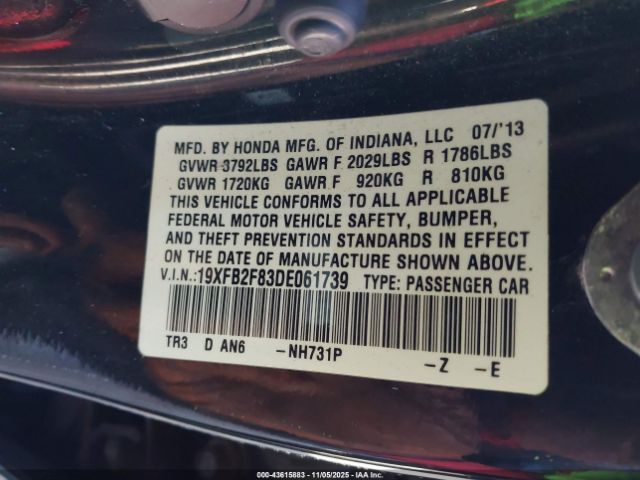 MFD. BY HONDA MFG. OF INDIANA, LLC 07/'13
GVWR 3792LBS GAWR F 2029LBS R 1786LBS
GVWR 1720KG GAWR F 920KG R 810KG
THIS VEHICLE CONFORMS TO ALL APPLICABLE
FEDERAL MOTOR VEHICLE SAFETY, BUMPER,
AND THEFT PREVENTION STANDARDS IN EFFECT
ON THE DATE OF MANUFACTURE SHOWN ABOVE.
V.I.N.: 19XFB2F83DE061739 TYPE: PASSENGER CAR
TR3 D AN6 -NH731P -Z -E
000-43615883 | 11/05/2025 | IAA Inc.